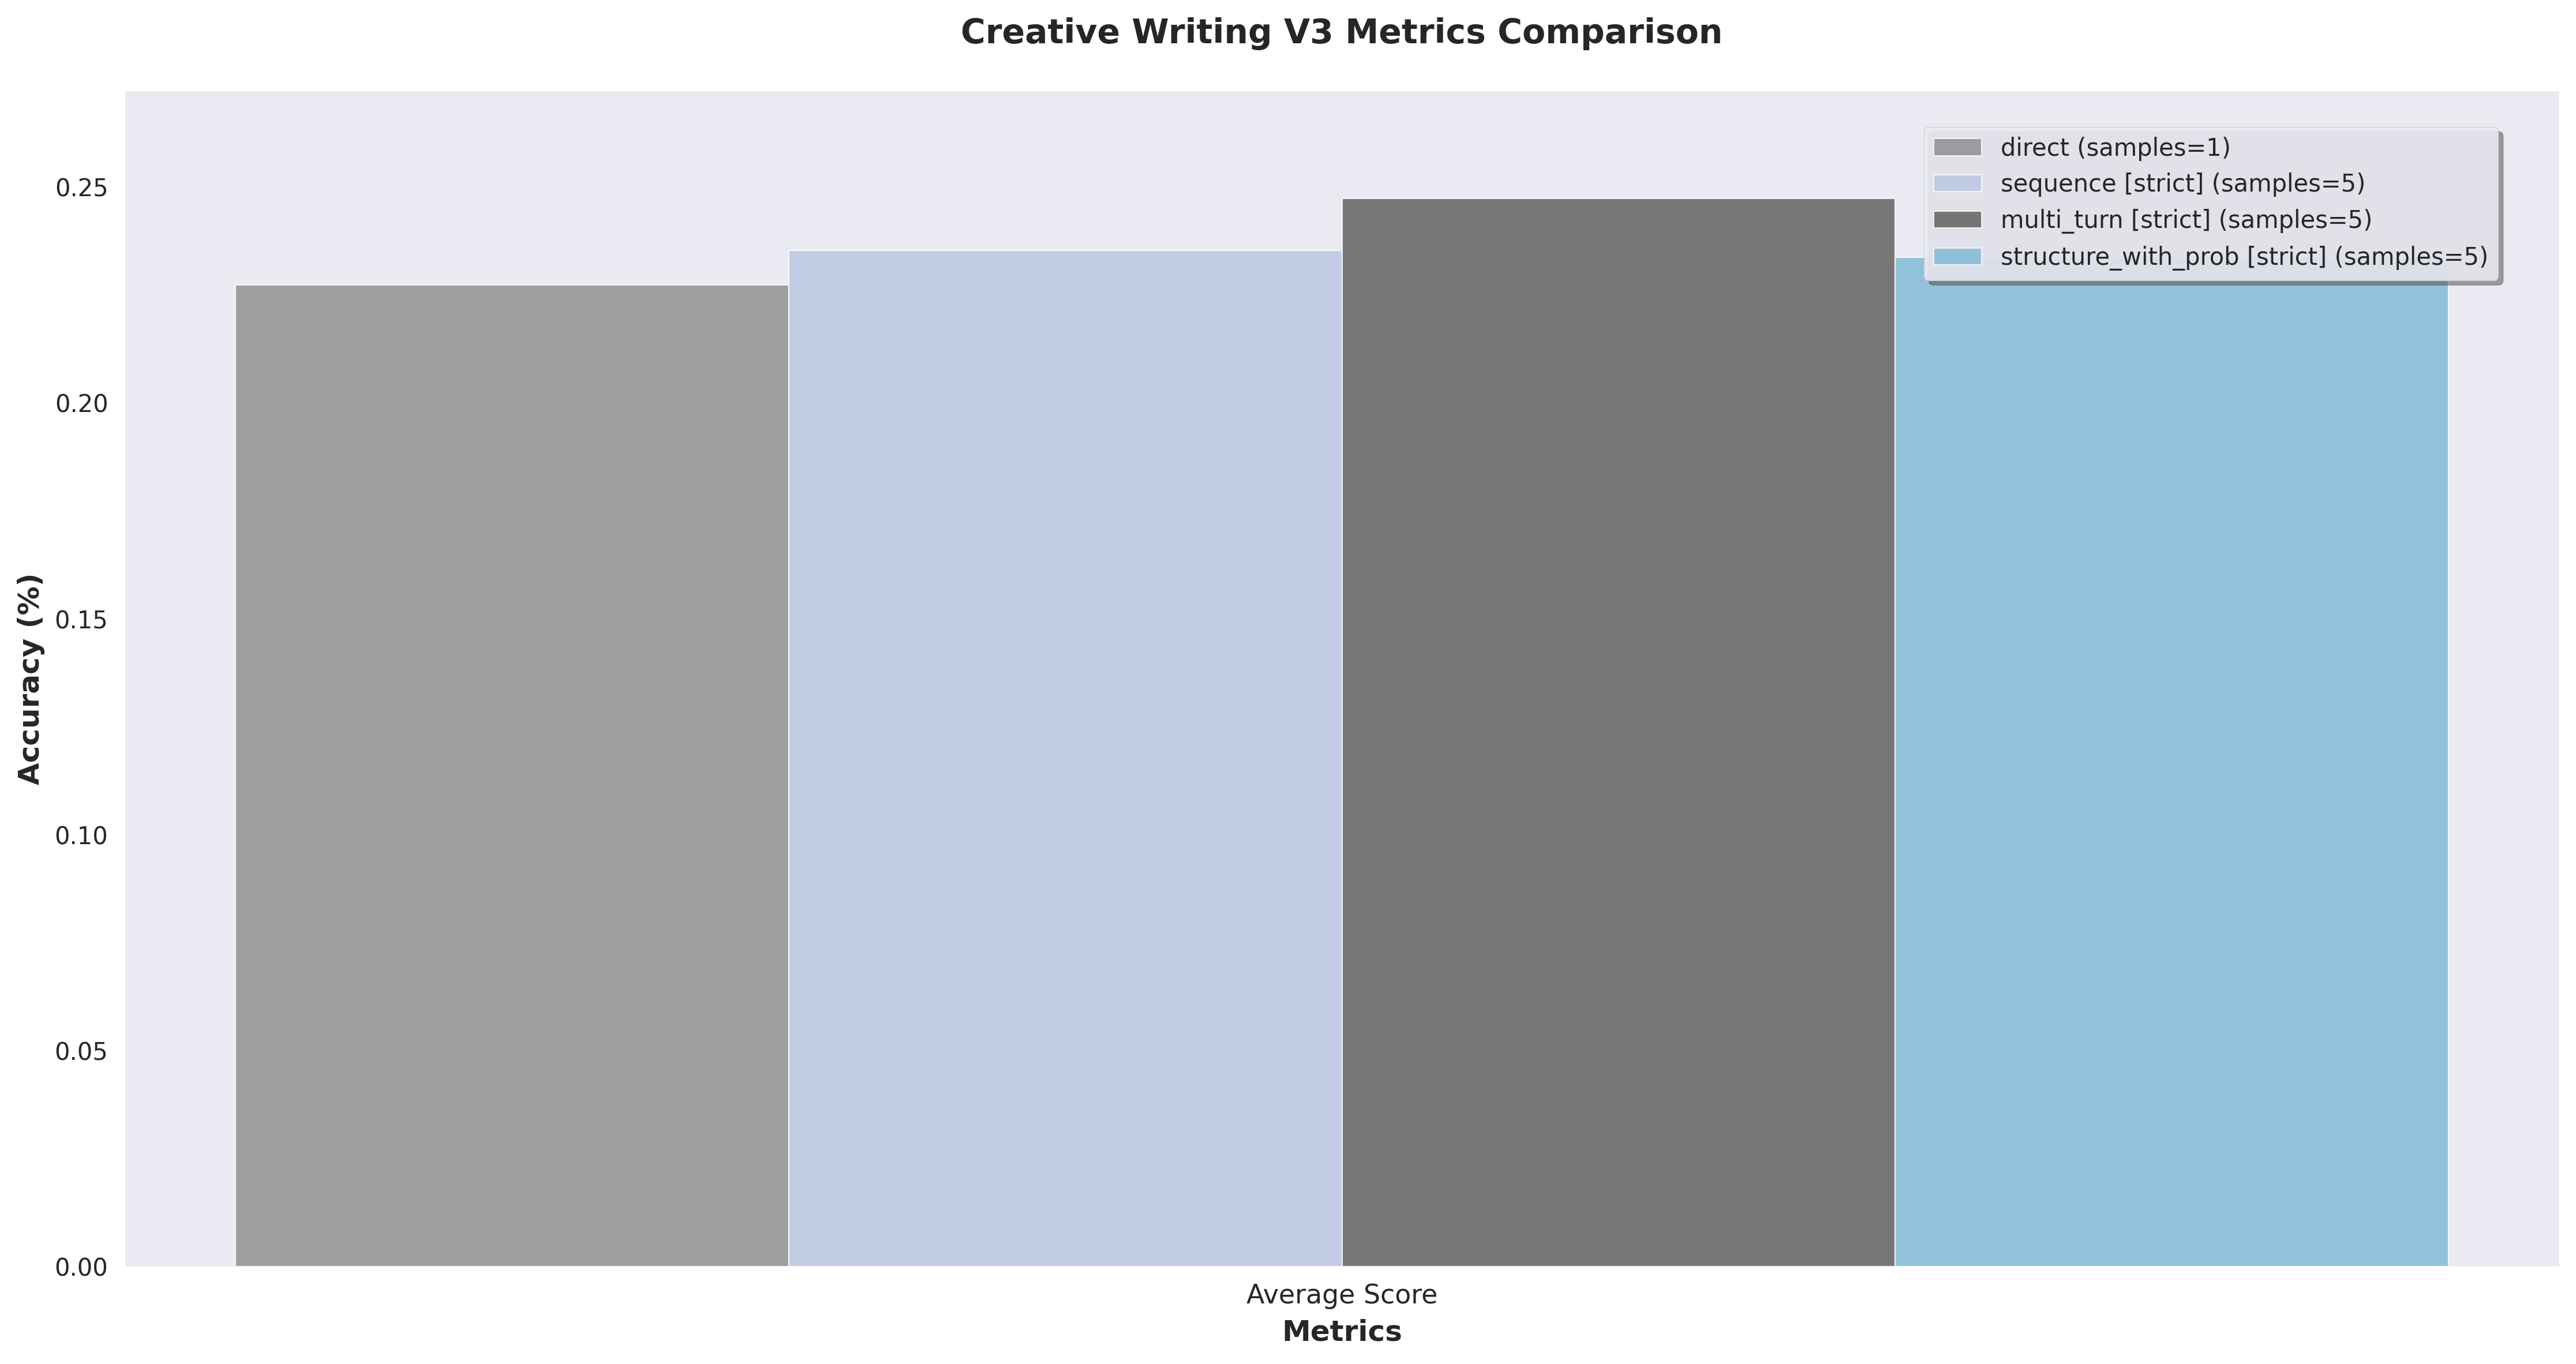 Creative Writing V3 Metrics Comparison
direct (samples=1)
sequence [strict] (samples=5)
multi_turn [strict] (samples=5)
structure_with_prob [strict] (samples=5)
Accuracy (%)
0.25
0.20
0.15
0.10
0.05
0.00
Average Score
Metrics